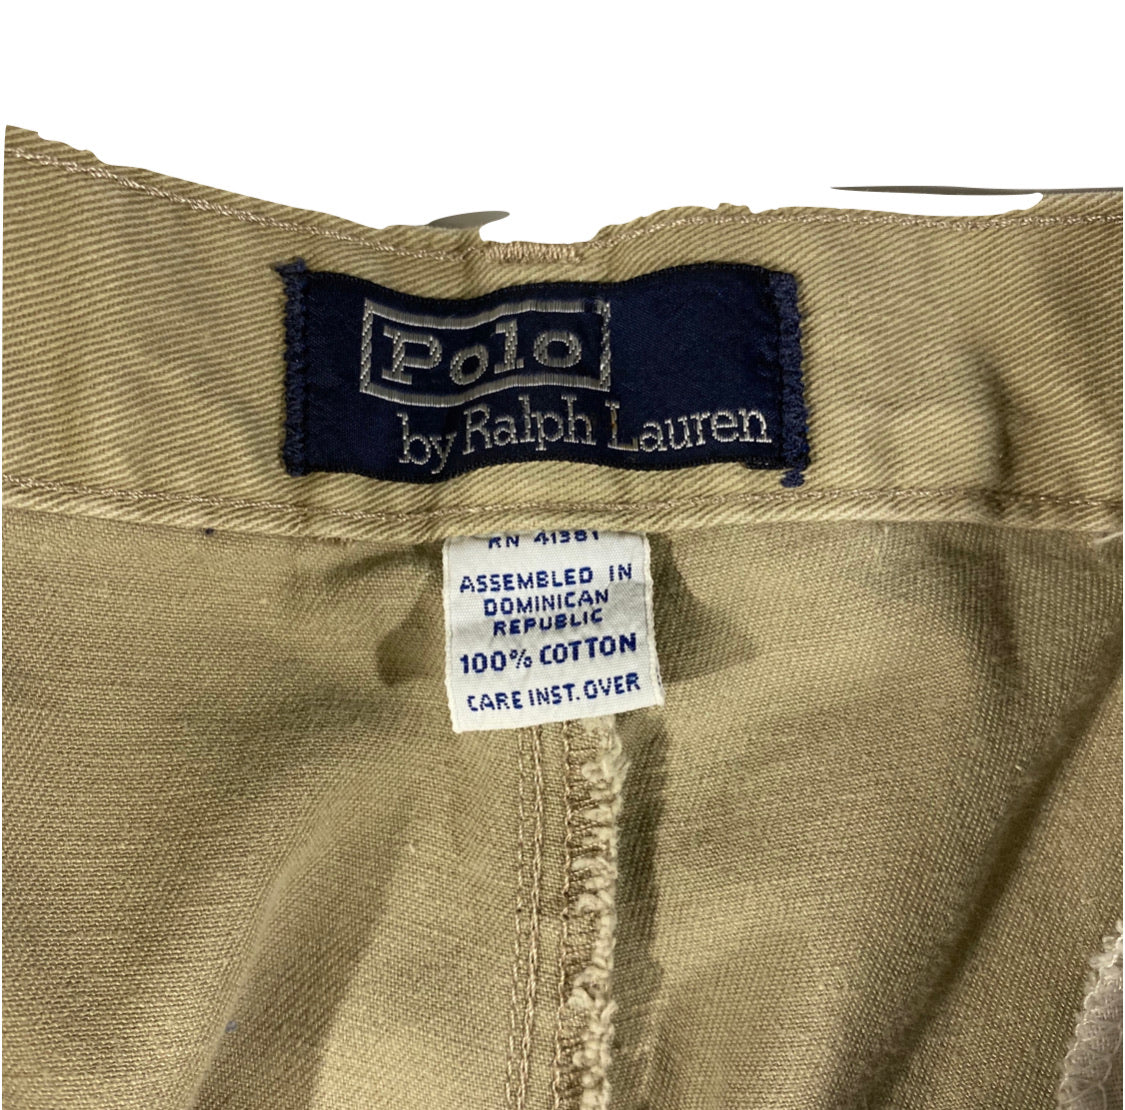 Polo
by Ralph Lauren
RN 41381
ASSEMBLED IN
DOMINICAN
REPUBLIC
100% COTTON
CARE INST. OVER